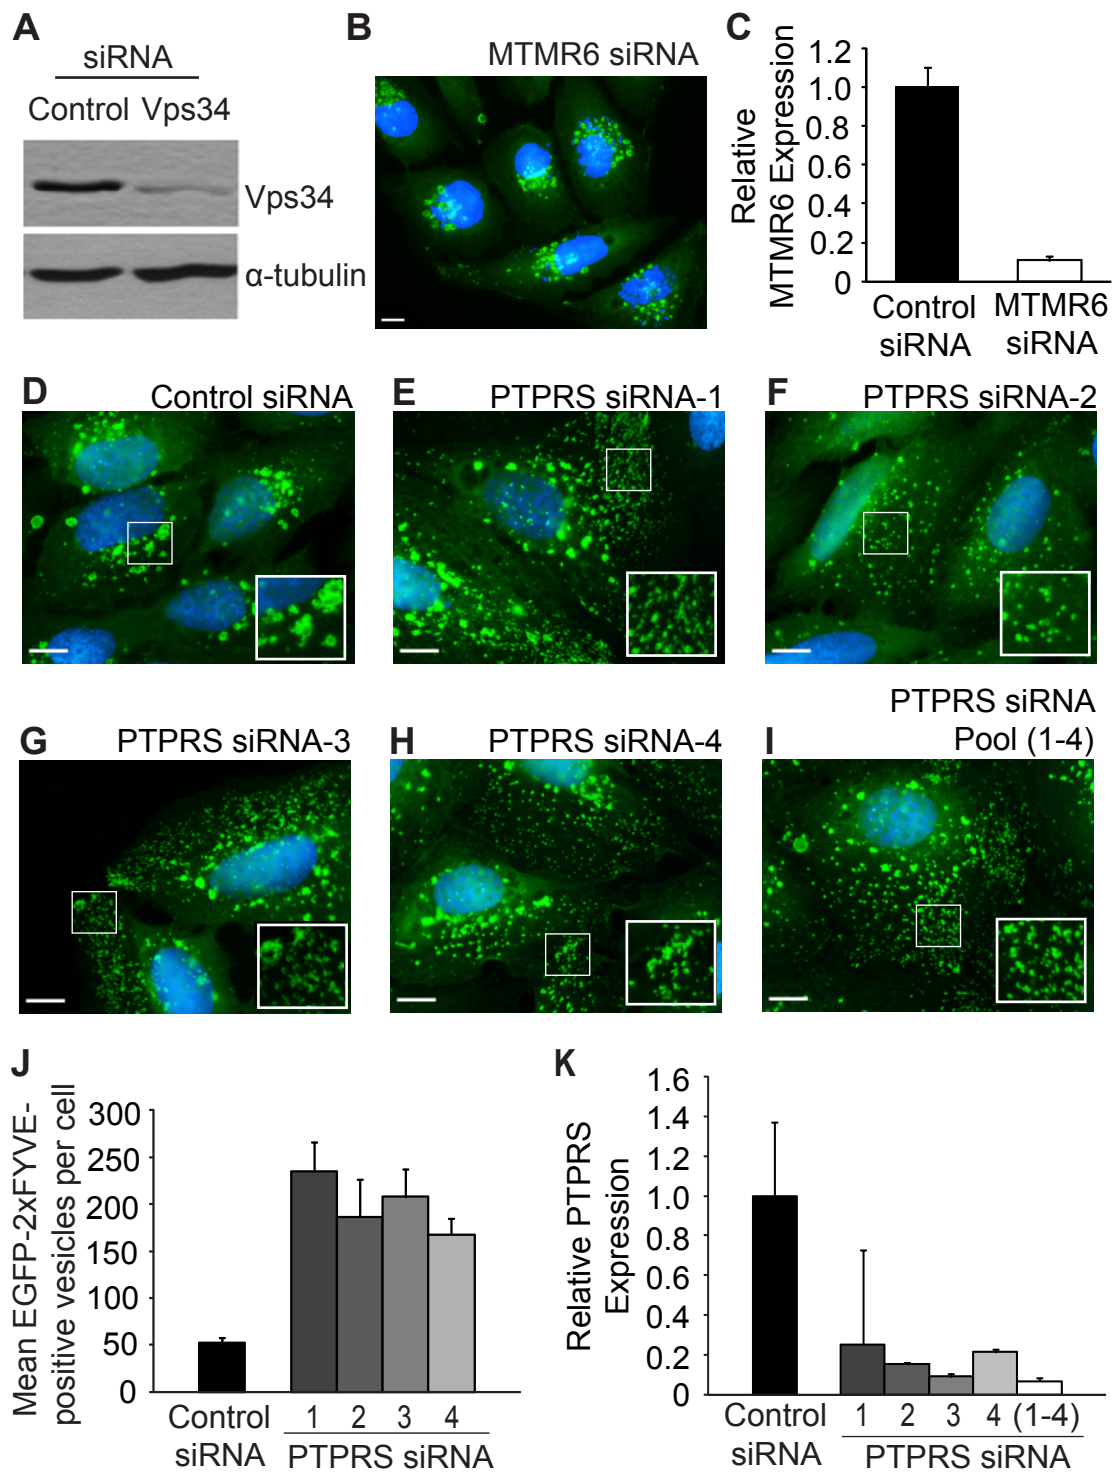 A
siRNA
Control Vps34
Vps34
α-tubulin
B
MTMR6 siRNA
C
Relative
MTMR6 Expression
1.2
1.0
0.8
0.6
0.4
0.2
0
Control
siRNA
MTMR6
siRNA
D
Control siRNA
E
PTPRS siRNA-1
F
PTPRS siRNA-2
G
PTPRS siRNA-3
H
PTPRS siRNA-4
I
PTPRS siRNA
Pool (1-4)
J
Mean EGFP-2xFYVE-
positive vesicles per cell
300
250
200
150
100
50
0
Control
siRNA
1 2 3 4
PTPRS siRNA
K
Relative PTPRS
Expression
1.6
1.4
1.2
1.0
0.8
0.6
0.4
0.2
0
Control
siRNA
1 2 3 4 (1-4)
PTPRS siRNA